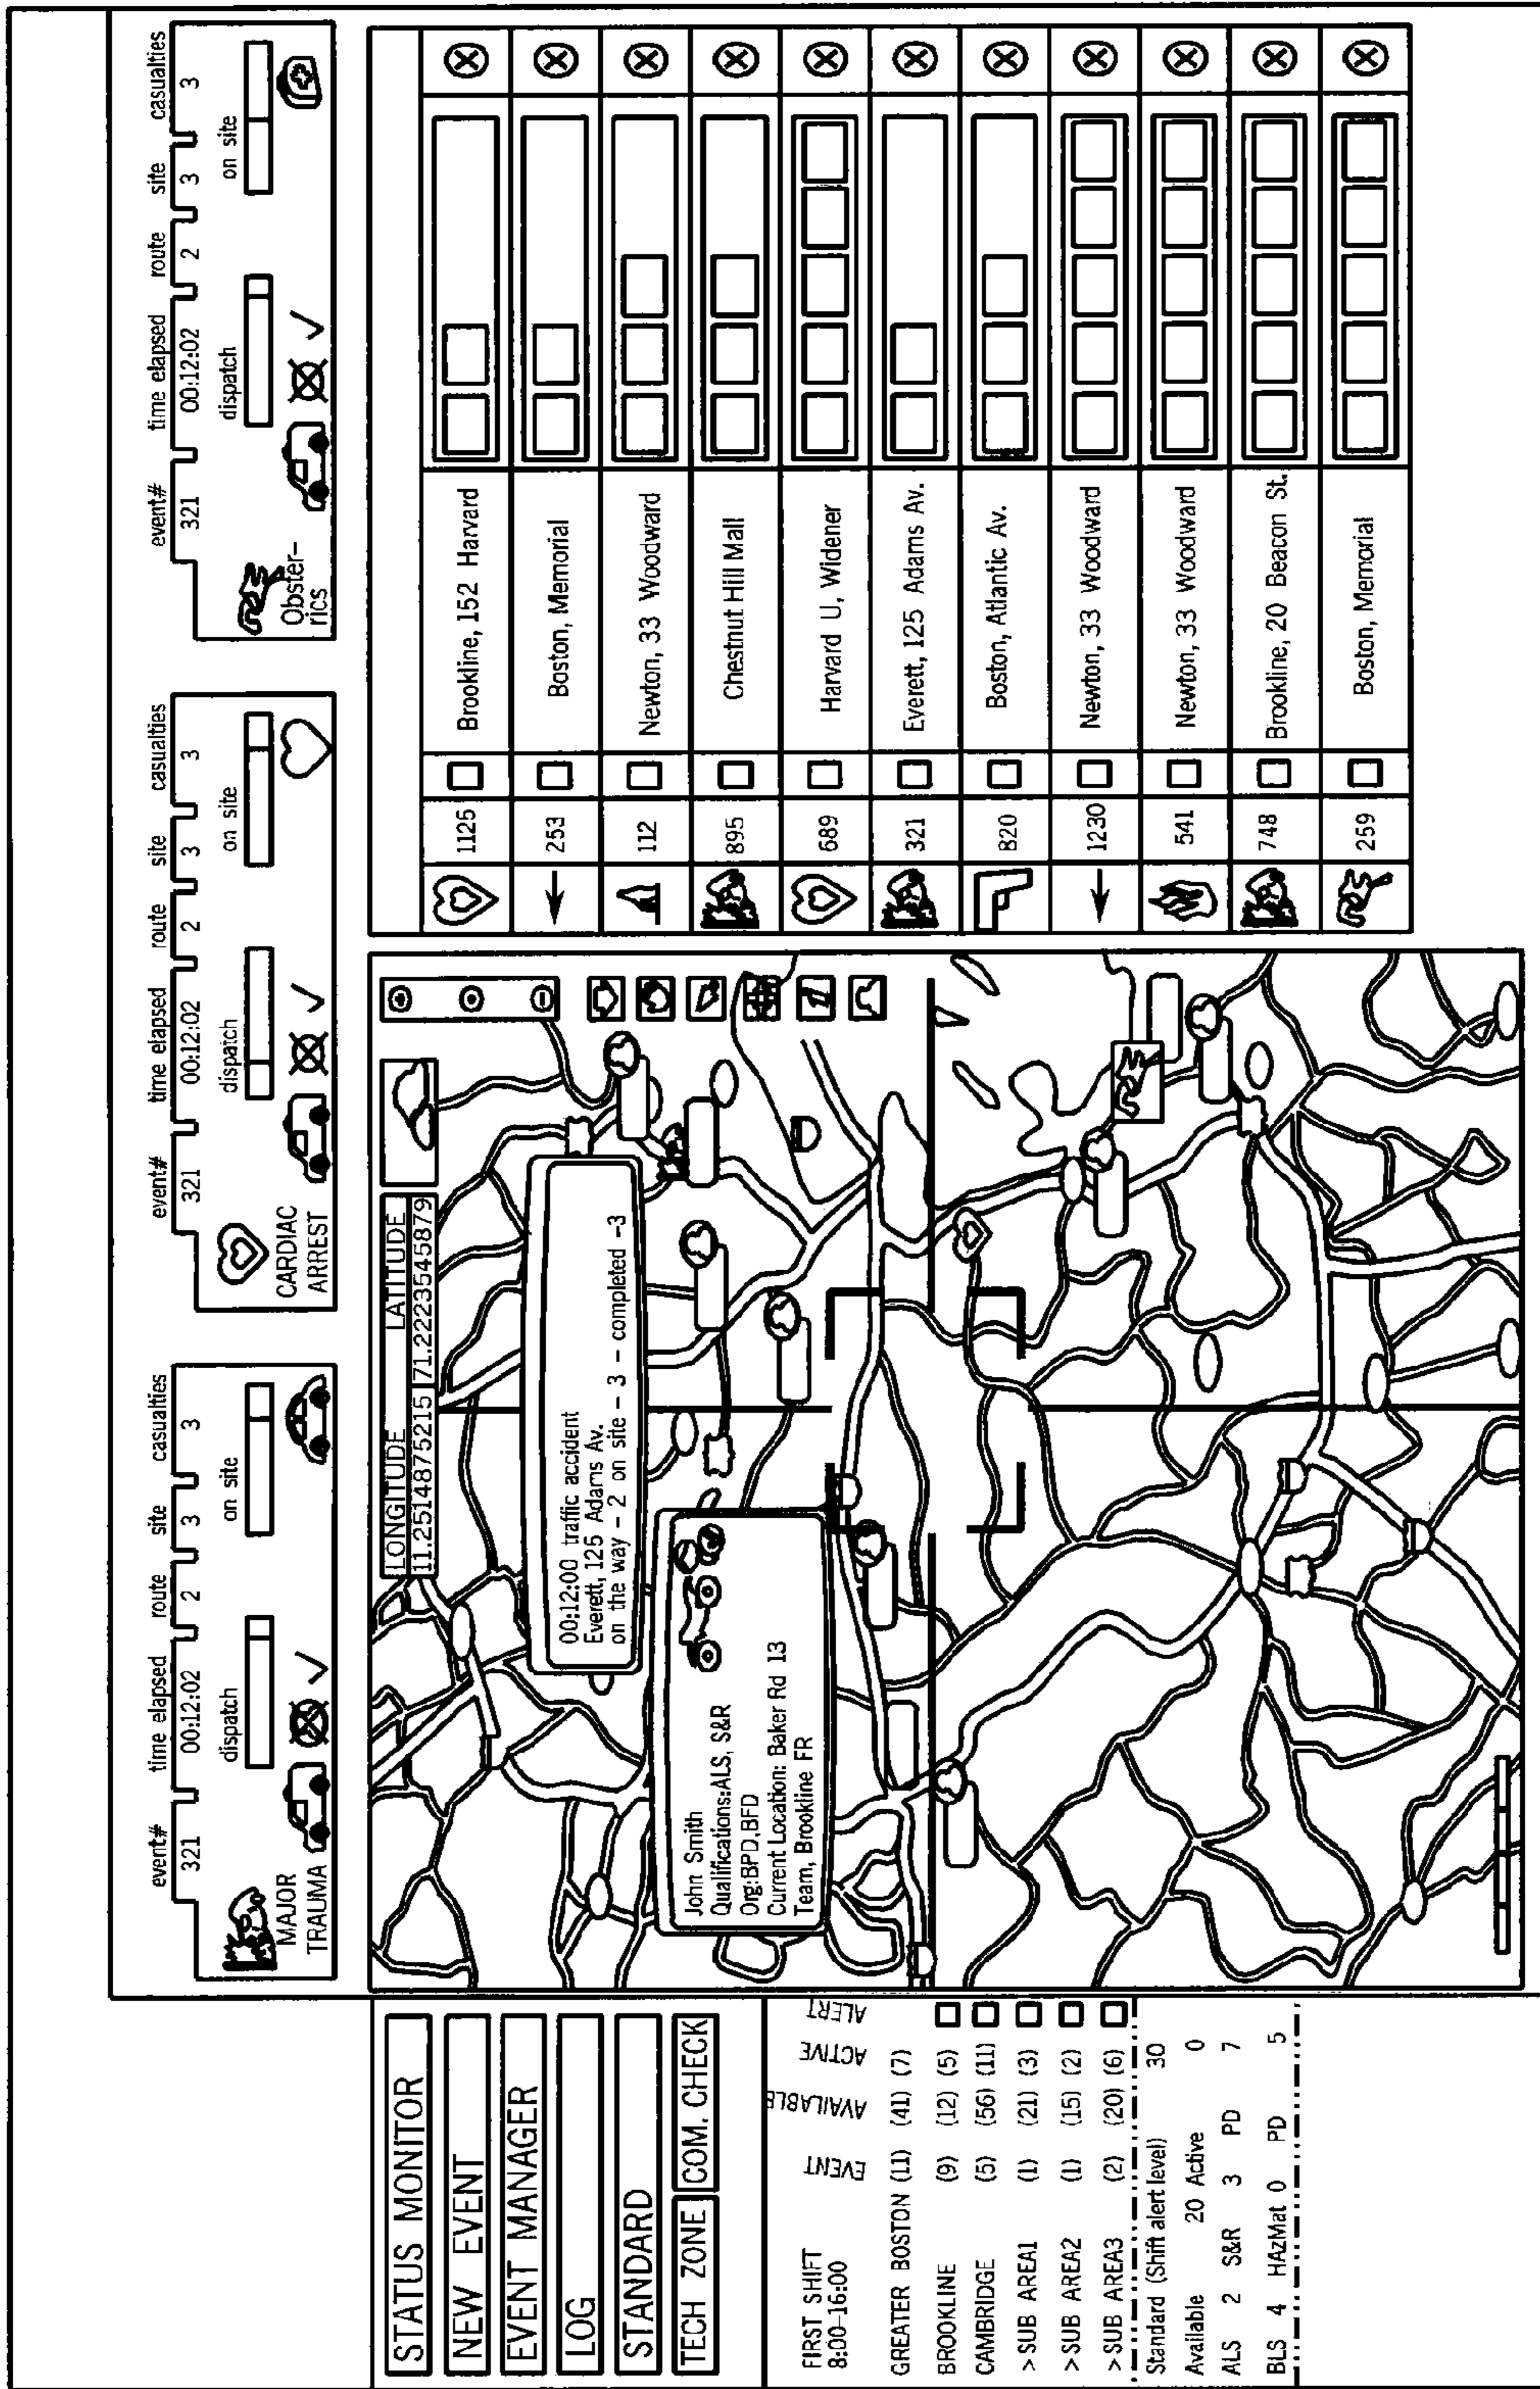 event# time elapsed route site casualties
321 00:12:02 2 3 3
dispatch on site
MAJOR
TRAUMA
event# time elapsed route site casualties
321 00:12:02 2 3 3
dispatch on site
CARDIAC
ARREST
event# time elapsed route site casualties
321 00:12:02 2 3 3
dispatch on site
Obster-
rics
STATUS MONITOR
NEW EVENT
EVENT MANAGER
LOG
STANDARD
TECH ZONE COM. CHECK
FIRST SHIFT
8:00-16:00
EVENT AVAILABLE ACTIVE ALERT
GREATER BOSTON (11) (41) (7)
BROOKLINE (9) (12) (5)
CAMBRIDGE (5) (56) (11)
> SUB AREA1 (1) (21) (3)
> SUB AREA2 (1) (15) (2)
> SUB AREA3 (2) (20) (6)
Standard (Shift alert level) 30
Available 20 Active 0
ALS 2 S&R 3 PD 7
BLS 4 HAzMat 0 PD 5
LONGITUDE LATITUDE
11.2514875215 71.2223545879
00:12:00 traffic accident
Everett, 125 Adams Av.
on the way - 2 on site - 3 - completed -3
John Smith
Qualifications:ALS, S&R
Org:BPD,BFD
Current Location: Baker Rd 13
Team, Brookline FR
1125 Brookline, 152 Harvard
253 Boston, Memorial
112 Newton, 33 Woodward
895 Chestnut Hill Mall
689 Harvard U, Widener
321 Everett, 125 Adams Av.
820 Boston, Atlantic Av.
1230 Newton, 33 Woodward
541 Newton, 33 Woodward
748 Brookline, 20 Beacon St.
259 Boston, Memorial